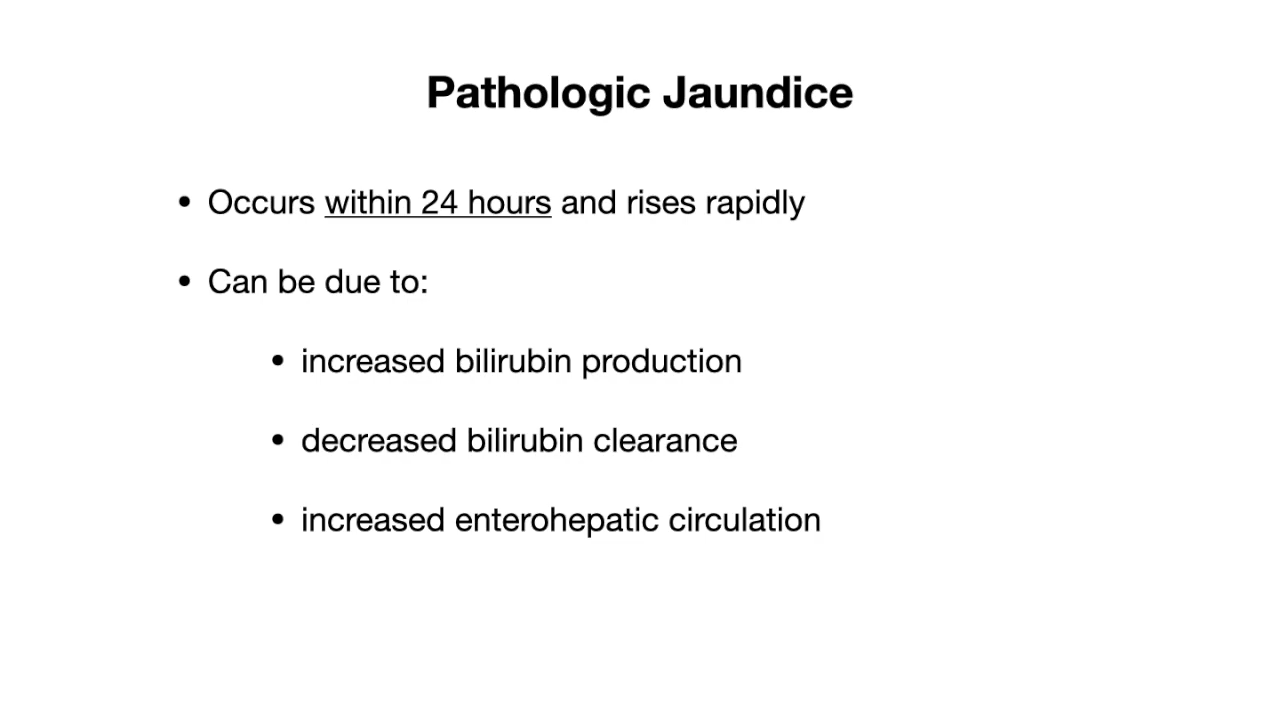 Pathologic Jaundice
• Occurs within 24 hours and rises rapidly
• Can be due to:
• increased bilirubin production
• decreased bilirubin clearance
• increased enterohepatic circulation